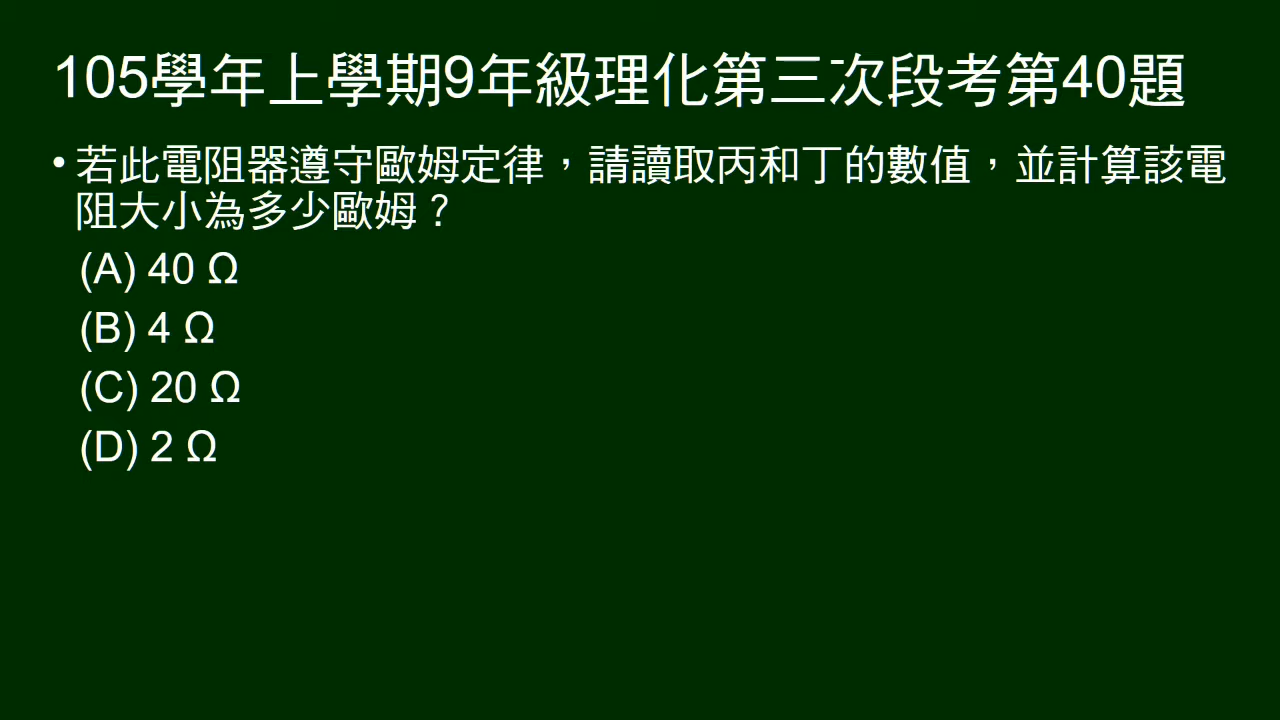 105學年上學期9年級理化第三次段考第40題
• 若此電阻器遵守歐姆定律，請讀取丙和丁的數值，並計算該電
阻大小為多少歐姆？
(A) 40 Ω
(B) 4 Ω
(C) 20 Ω
(D) 2 Ω